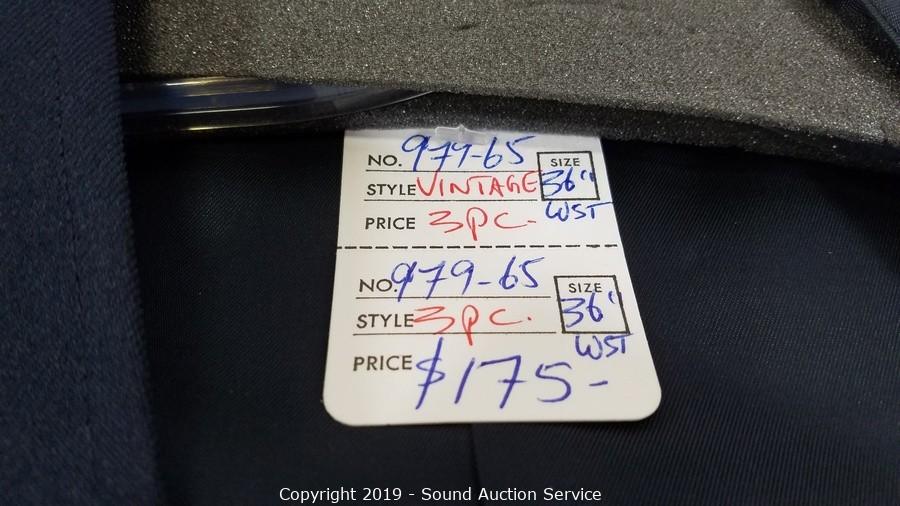 NO. 979-65 SIZE
STYLE VINTAGE 36"
PRICE 3PC. WST
NO. 979-65 SIZE
STYLE 3PC. 36"
PRICE $175- WST
Copyright 2019 - Sound Auction Service